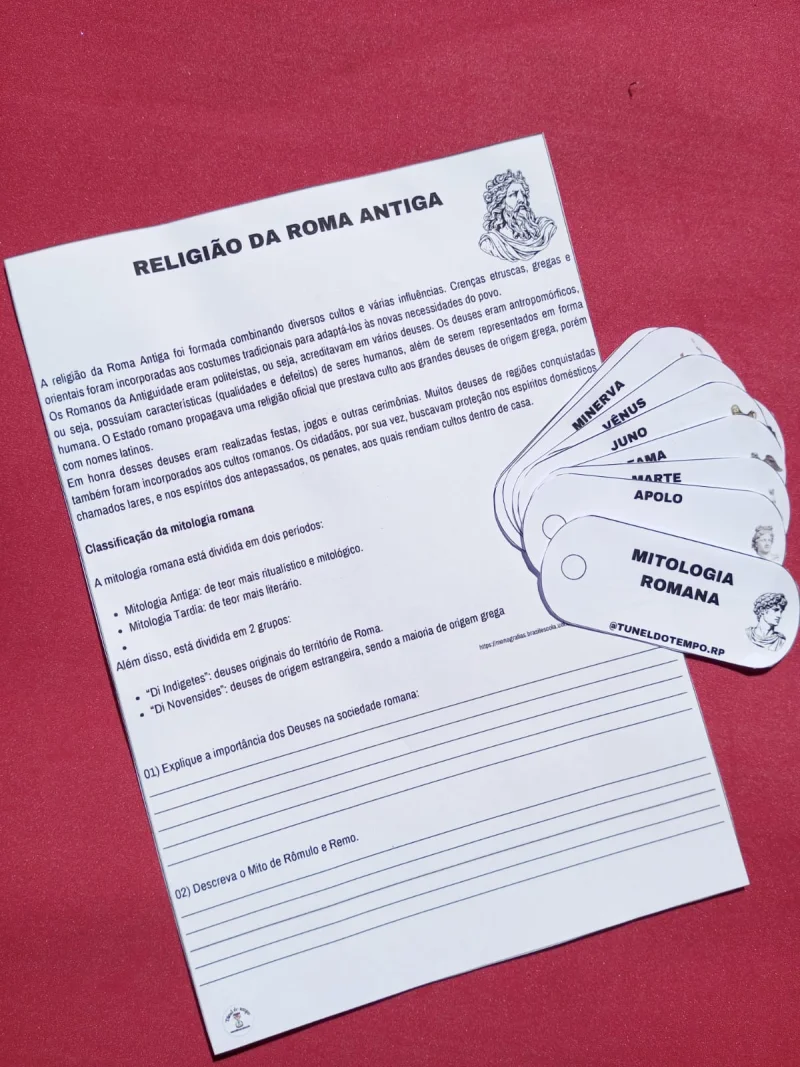 RELIGIÃO DA ROMA ANTIGA
A religião da Roma Antiga foi formada combinando diversos cultos e várias influências. Crenças etruscas, gregas e
orientais foram incorporadas aos costumes tradicionais para adaptá-los às novas necessidades do povo.
Os Romanos da Antiguidade eram politeístas, ou seja, acreditavam em vários deuses. Os deuses eram antropomórficos,
ou seja, possuíam características (qualidades e defeitos) de seres humanos, além de serem representados em forma
humana. O Estado romano propagava uma religião oficial que prestava culto aos grandes deuses de origem grega, porém
com nomes latinos.
Em honra desses deuses eram realizadas festas, jogos e outras cerimônias. Muitos deuses de regiões conquistadas
também foram incorporados aos cultos romanos. Os cidadãos, por sua vez, buscavam proteção nos espíritos domésticos,
chamados lares, e nos espíritos dos antepassados, os penates, aos quais rendiam cultos dentro de casa.
Classificação da mitologia romana
A mitologia romana está dividida em dois períodos:
• Mitologia Antiga: de teor mais ritualístico e mitológico.
• Mitologia Tardia: de teor mais literário.
•
Além disso, está dividida em 2 grupos:
• "Di Indigetes": deuses originais do território de Roma.
• "Di Novensides": deuses de origem estrangeira, sendo a maioria de origem grega
01) Explique a importância dos Deuses na sociedade romana:
02) Descreva o Mito de Rômulo e Remo.
MINERVA
VÊNUS
JUNO
FAMA
MARTE
APOLO
MITOLOGIA
ROMANA
@TUNELDOTEMPO.RP